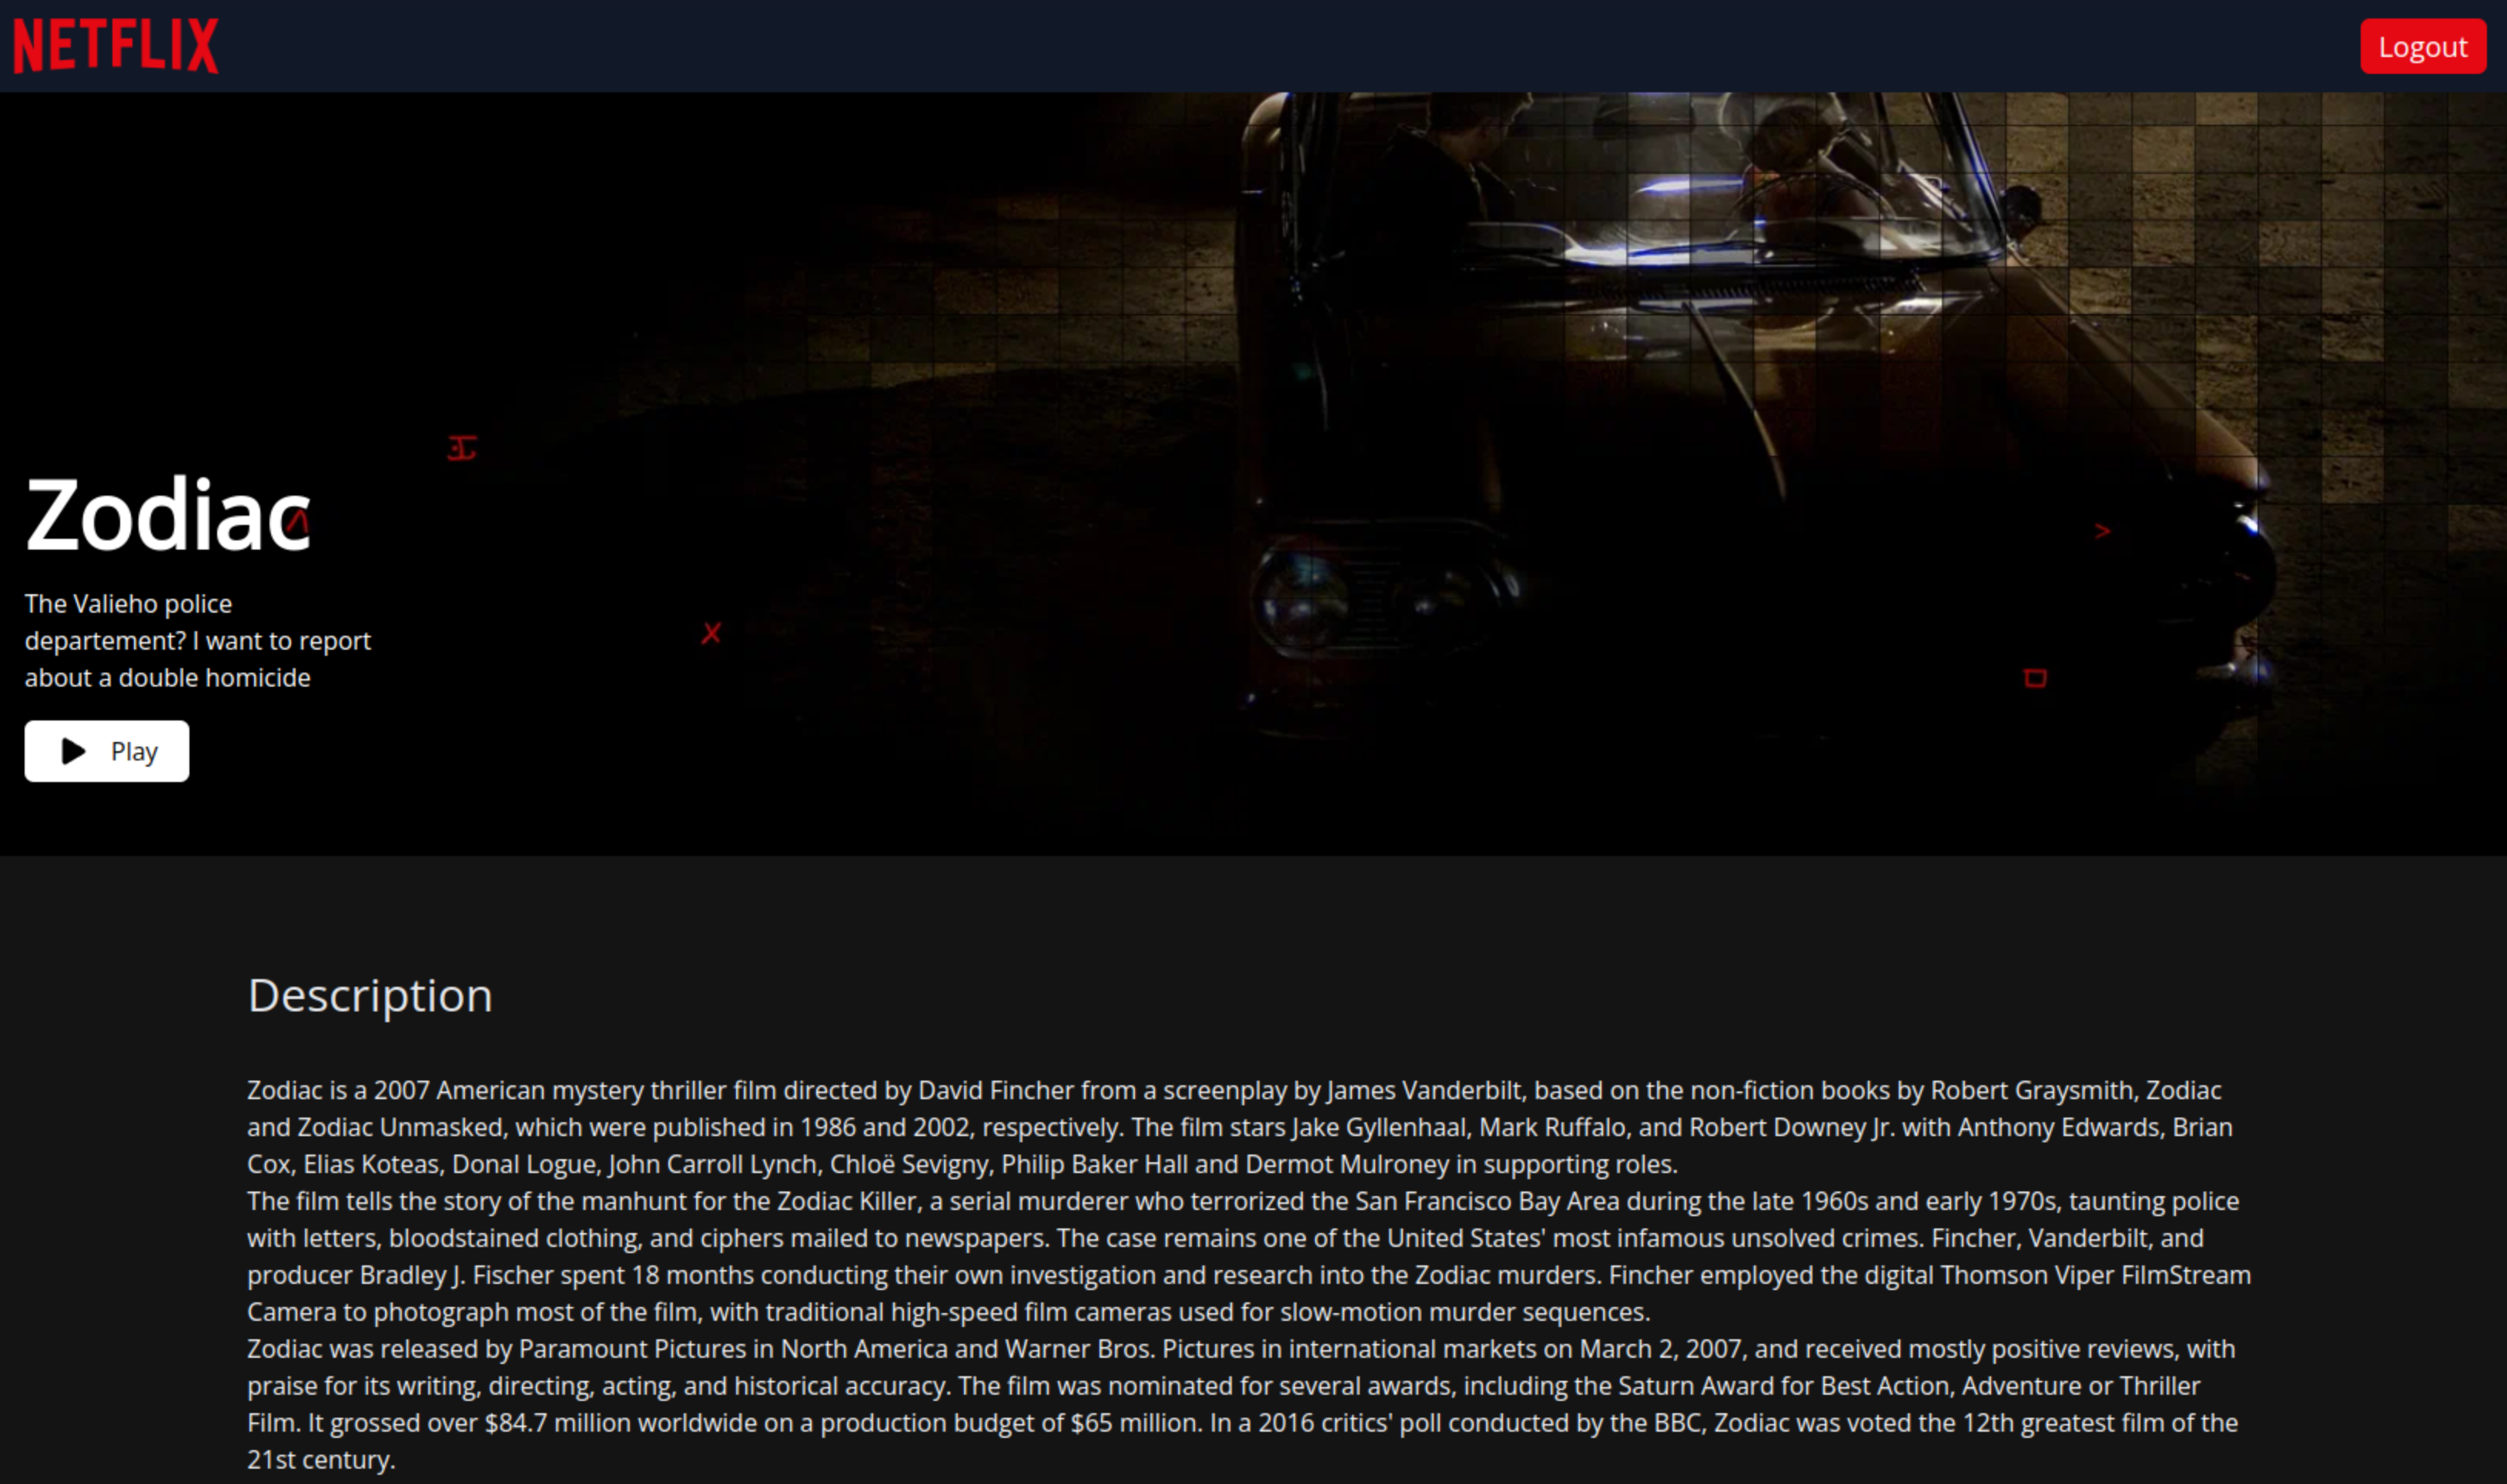 NETFLIX
Logout
Zodiac
The Valieho police
departement? I want to report
about a double homicide
Play
Description
Zodiac is a 2007 American mystery thriller film directed by David Fincher from a screenplay by James Vanderbilt, based on the non-fiction books by Robert Graysmith, Zodiac
and Zodiac Unmasked, which were published in 1986 and 2002, respectively. The film stars Jake Gyllenhaal, Mark Ruffalo, and Robert Downey Jr. with Anthony Edwards, Brian
Cox, Elias Koteas, Donal Logue, John Carroll Lynch, Chloë Sevigny, Philip Baker Hall and Dermot Mulroney in supporting roles.
The film tells the story of the manhunt for the Zodiac Killer, a serial murderer who terrorized the San Francisco Bay Area during the late 1960s and early 1970s, taunting police
with letters, bloodstained clothing, and ciphers mailed to newspapers. The case remains one of the United States' most infamous unsolved crimes. Fincher, Vanderbilt, and
producer Bradley J. Fischer spent 18 months conducting their own investigation and research into the Zodiac murders. Fincher employed the digital Thomson Viper FilmStream
Camera to photograph most of the film, with traditional high-speed film cameras used for slow-motion murder sequences.
Zodiac was released by Paramount Pictures in North America and Warner Bros. Pictures in international markets on March 2, 2007, and received mostly positive reviews, with
praise for its writing, directing, acting, and historical accuracy. The film was nominated for several awards, including the Saturn Award for Best Action, Adventure or Thriller
Film. It grossed over $84.7 million worldwide on a production budget of $65 million. In a 2016 critics' poll conducted by the BBC, Zodiac was voted the 12th greatest film of the
21st century.